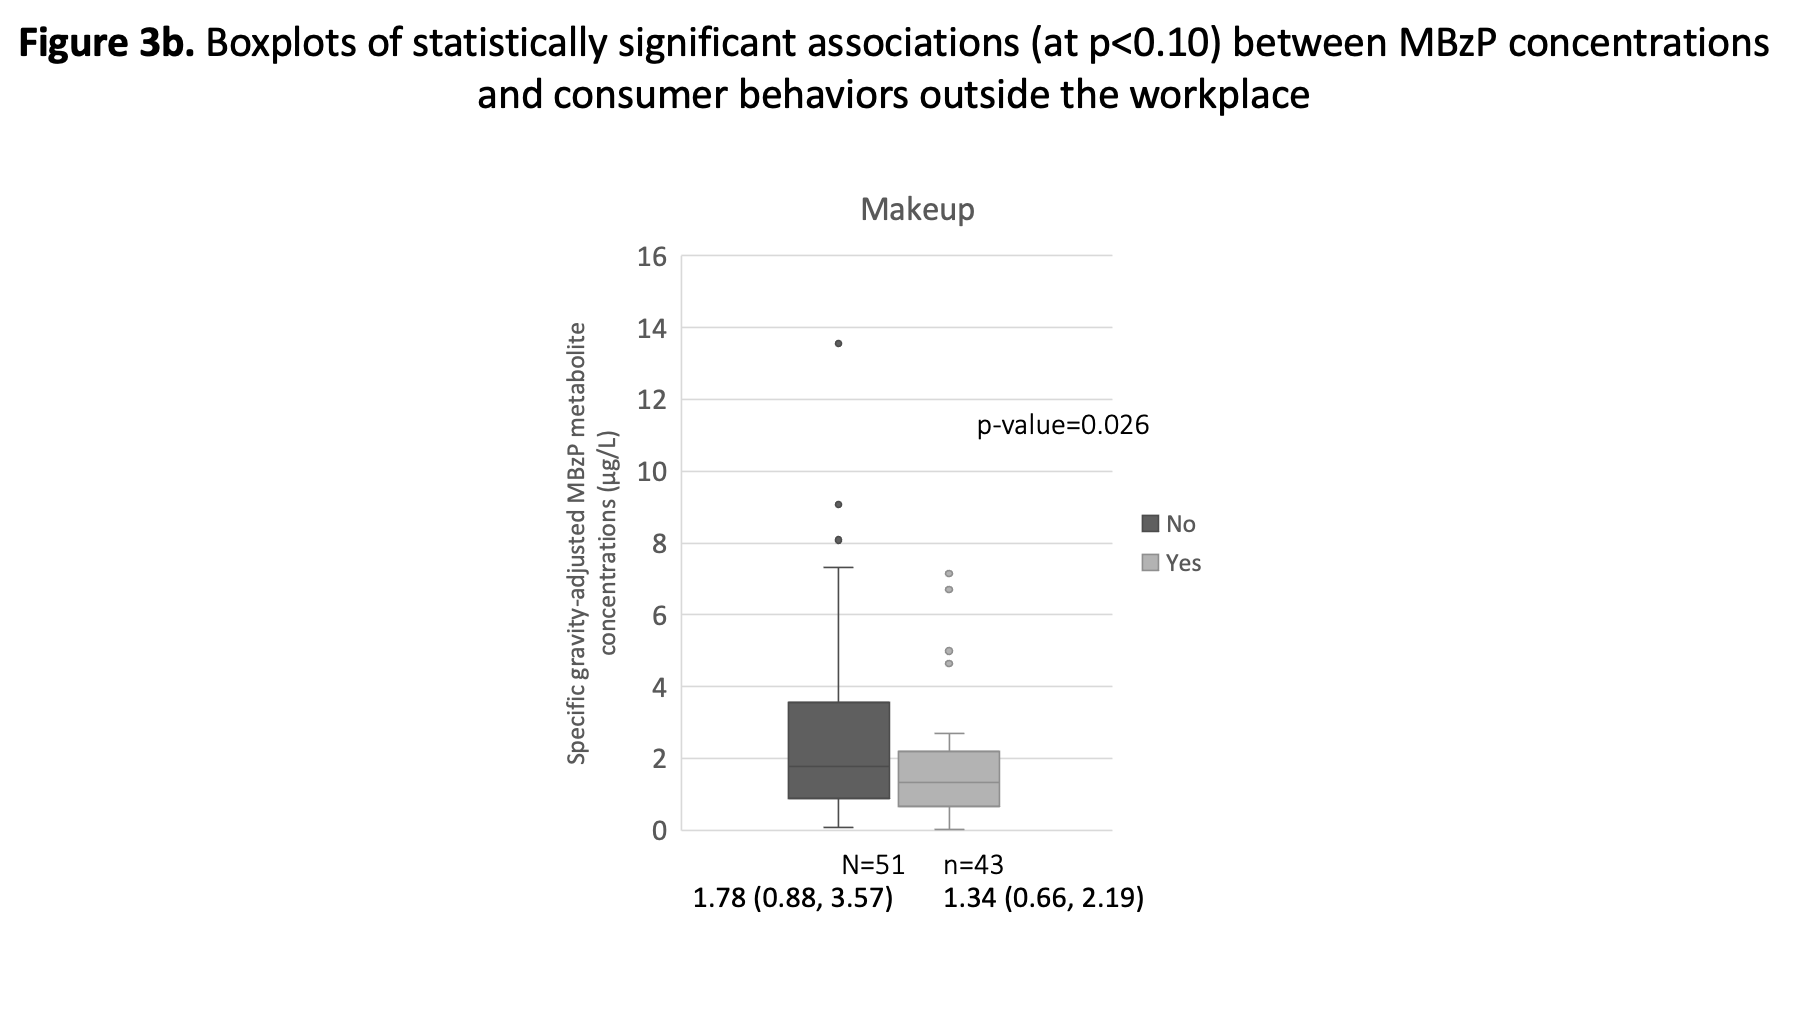 Figure 3b. Boxplots of statistically significant associations (at p<0.10) between MBzP concentrations
and consumer behaviors outside the workplace
Makeup
Specific gravity-adjusted MBzP metabolite
concentrations (µg/L)
16
14
12
10
8
6
4
2
0
p-value=0.026
No
Yes
N=51 n=43
1.78 (0.88, 3.57) 1.34 (0.66, 2.19)